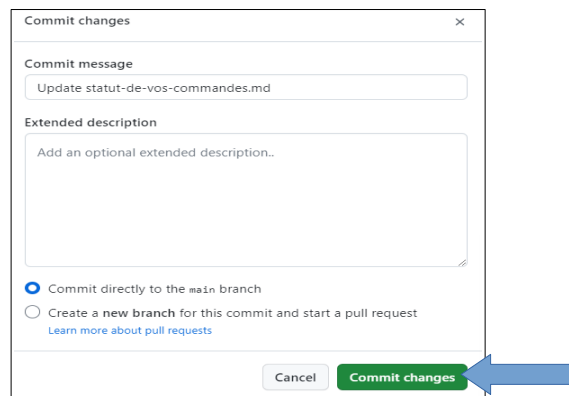 Commit changes
Commit message
Update statut-de-vos-commandes.md
Extended description
Add an optional extended description..
Commit directly to the main branch
Create a new branch for this commit and start a pull request
Learn more about pull requests
Cancel Commit changes